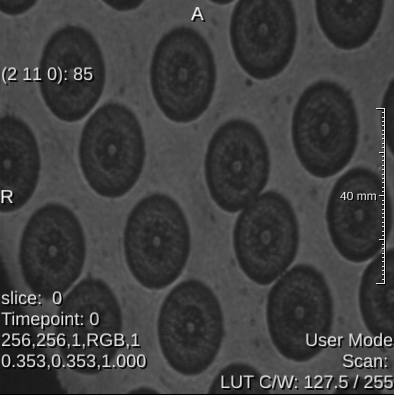 A
(2 11 0): 85
R
40 mm
slice: 0
Timepoint: 0
256,256,1,RGB,1
0.353,0.353,1.000
User Mode
Scan:
LUT C/W: 127.5 / 255